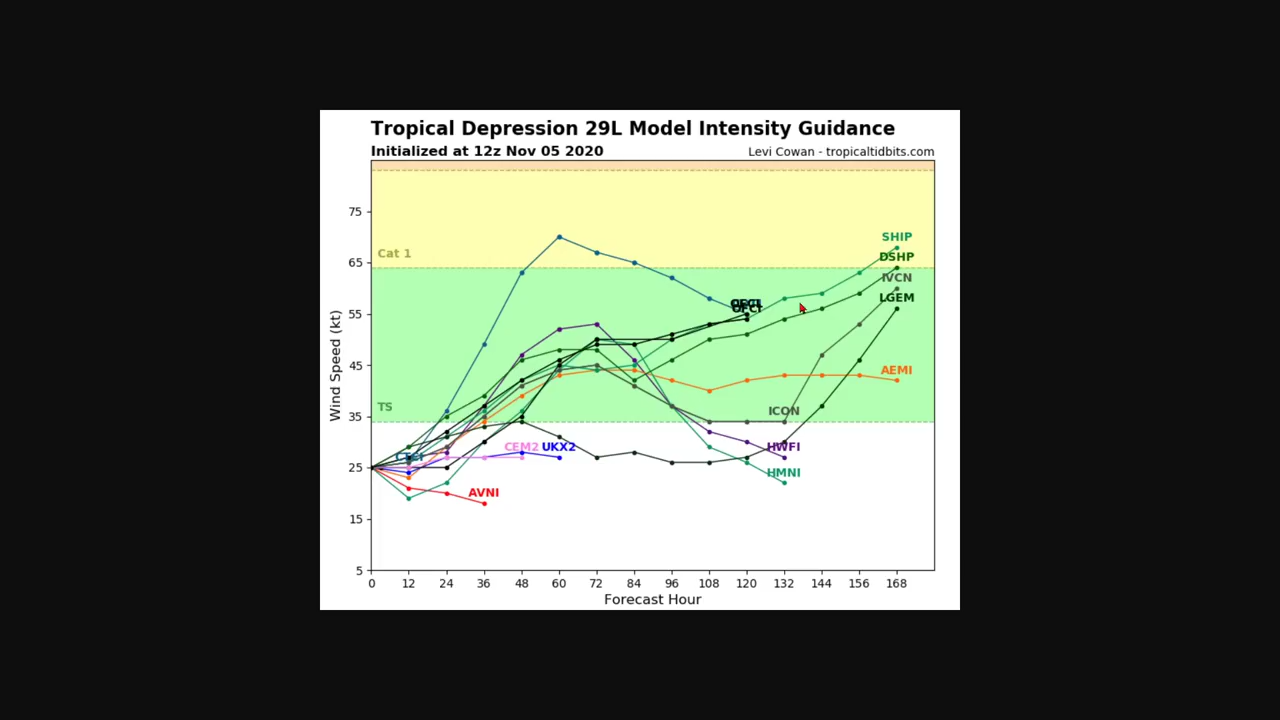 Tropical Depression 29L Model Intensity Guidance
Initialized at 12z Nov 05 2020 Levi Cowan - tropicaltidbits.com
75
Cat 1
SHIP
65
DSHP
IVCN
LGEM
55
OFCI
45
AEMI
TS
ICON
35
CEM2 UKX2 HWFI
25
HMNI
AVNI
15
5
0 12 24 36 48 60 72 84 96 108 120 132 144 156 168
Wind Speed (kt)
Forecast Hour